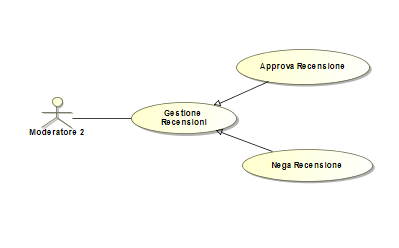 Approva Recensione
Gestione
Recensioni
Moderatore 2
Nega Recensione